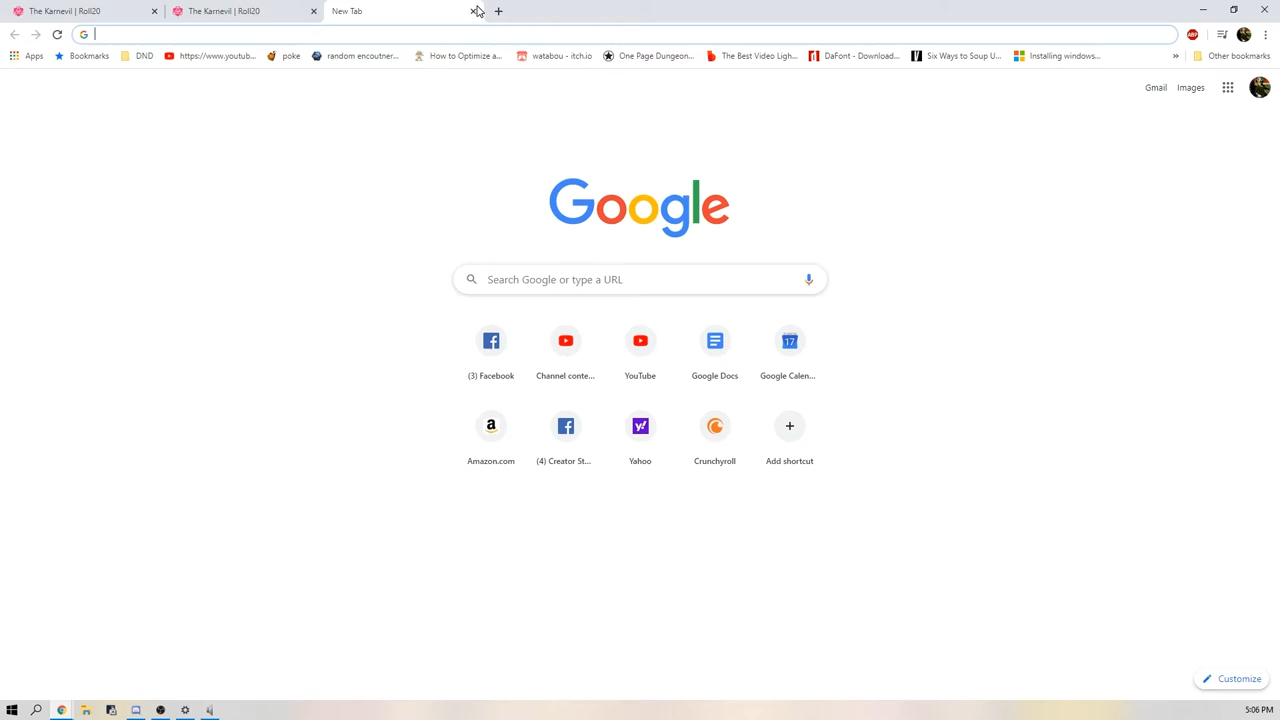 The Karnevil | Roll20
The Karnevil | Roll20
New Tab
Apps
Bookmarks
DND
https://www.youtub...
poke
random encoutner...
How to Optimize a...
watabou - itch.io
One Page Dungeon...
The Best Video Ligh...
DaFont - Download...
Six Ways to Soup U...
Installing windows...
»
Other bookmarks
Gmail
Images
Google
Search Google or type a URL
17
(3) Facebook
Channel conte...
YouTube
Google Docs
Google Calen...
Amazon.com
(4) Creator St...
Yahoo
Crunchyroll
Add shortcut
Customize
5:06 PM